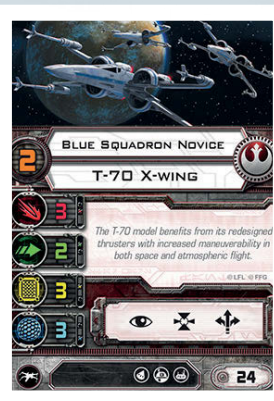 BLUE SQUADRON NOVICE
2
T-70 X-WING
3
2
3
3
The T-70 model benefits from its redesigned
thrusters with increased maneuverability in
both space and atmospheric flight.
©LFL ©FFG
24